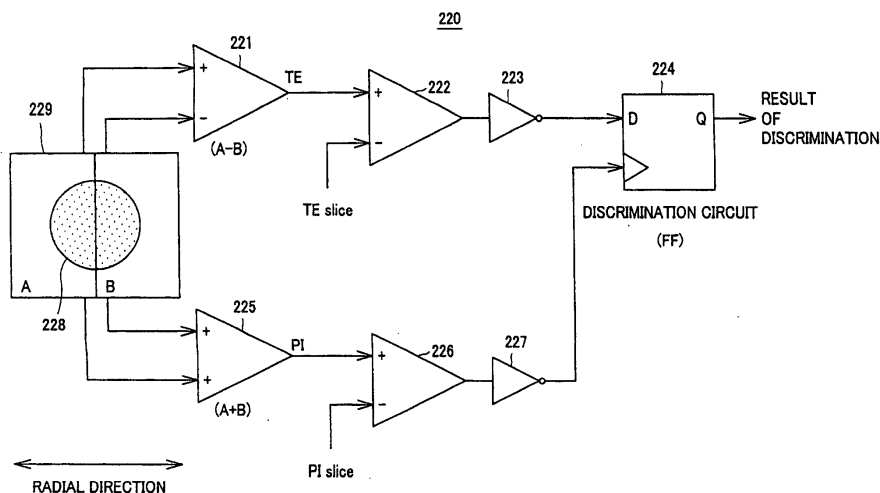 220
221
TE
222
223
224
D
Q
RESULT
OF
DISCRIMINATION
229
+
−
(A−B)
+
−
TE slice
DISCRIMINATION CIRCUIT
(FF)
A
B
228
225
PI
226
227
+
+
(A+B)
+
−
PI slice
RADIAL DIRECTION